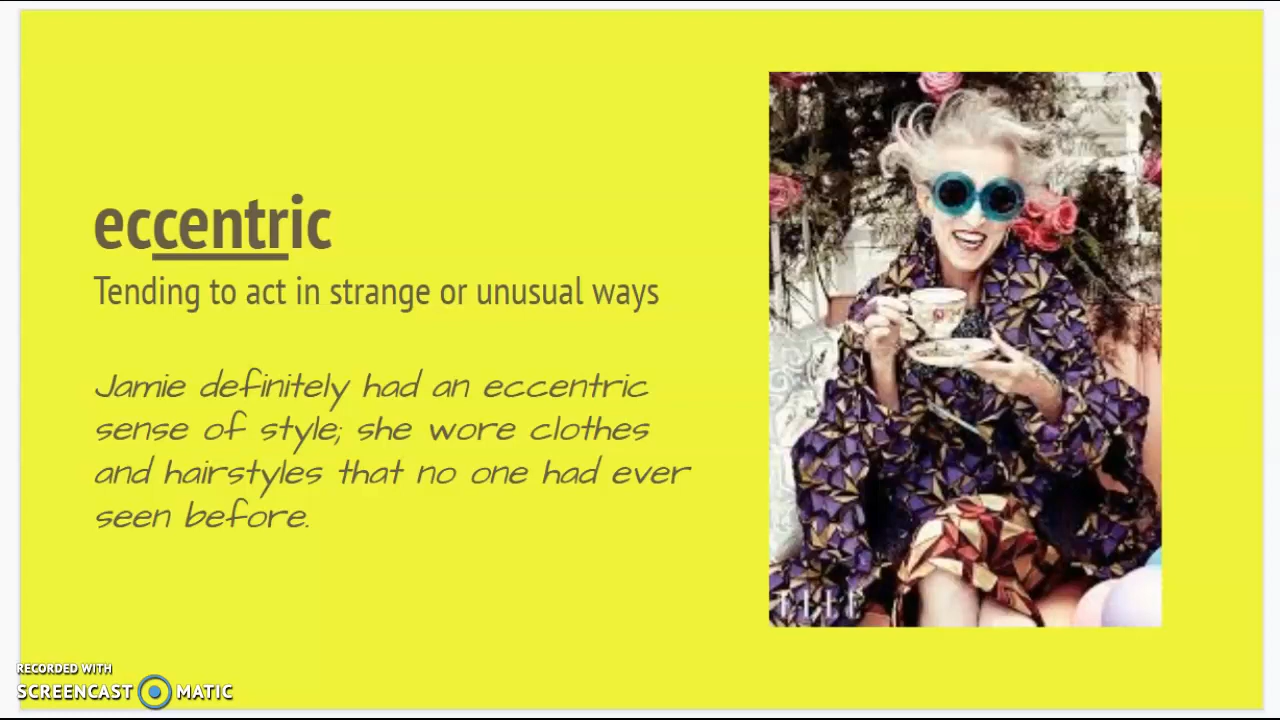 eccentric
Tending to act in strange or unusual ways
Jamie definitely had an eccentric
sense of style; she wore clothes
and hairstyles that no one had ever
seen before.
ELLE
RECORDED WITH
SCREENCAST MATIC